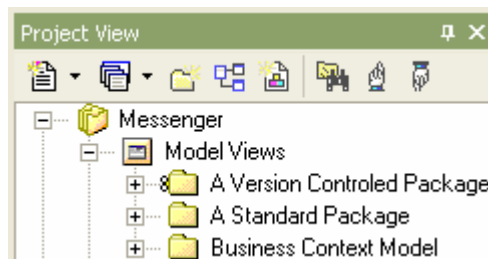 Project View
Messenger
Model Views
A Version Controled Package
A Standard Package
Business Context Model